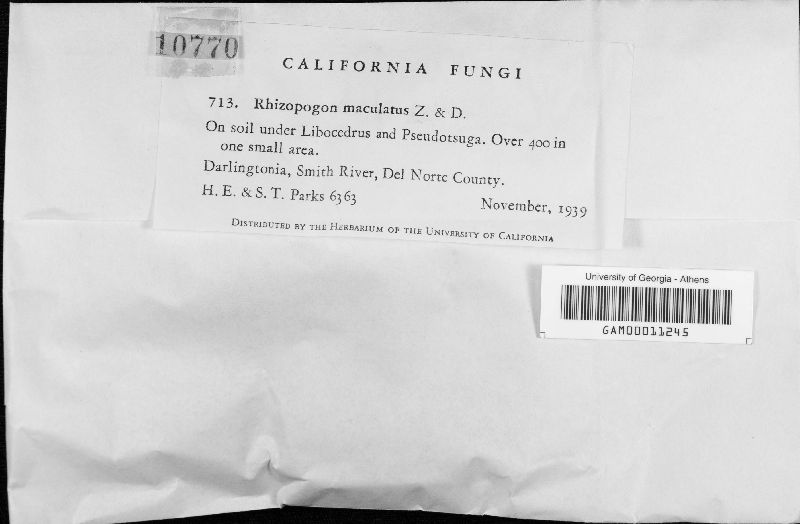 10770
CALIFORNIA FUNGI
713. Rhizopogon maculatus Z. & D.
On soil under Libocedrus and Pseudotsuga. Over 400 in
one small area.
Darlingtonia, Smith River, Del Norte County.
H. E. & S. T. Parks 6363
November, 1939
DISTRIBUTED BY THE HERBARIUM OF THE UNIVERSITY OF CALIFORNIA
University of Georgia - Athens
GAM00011245